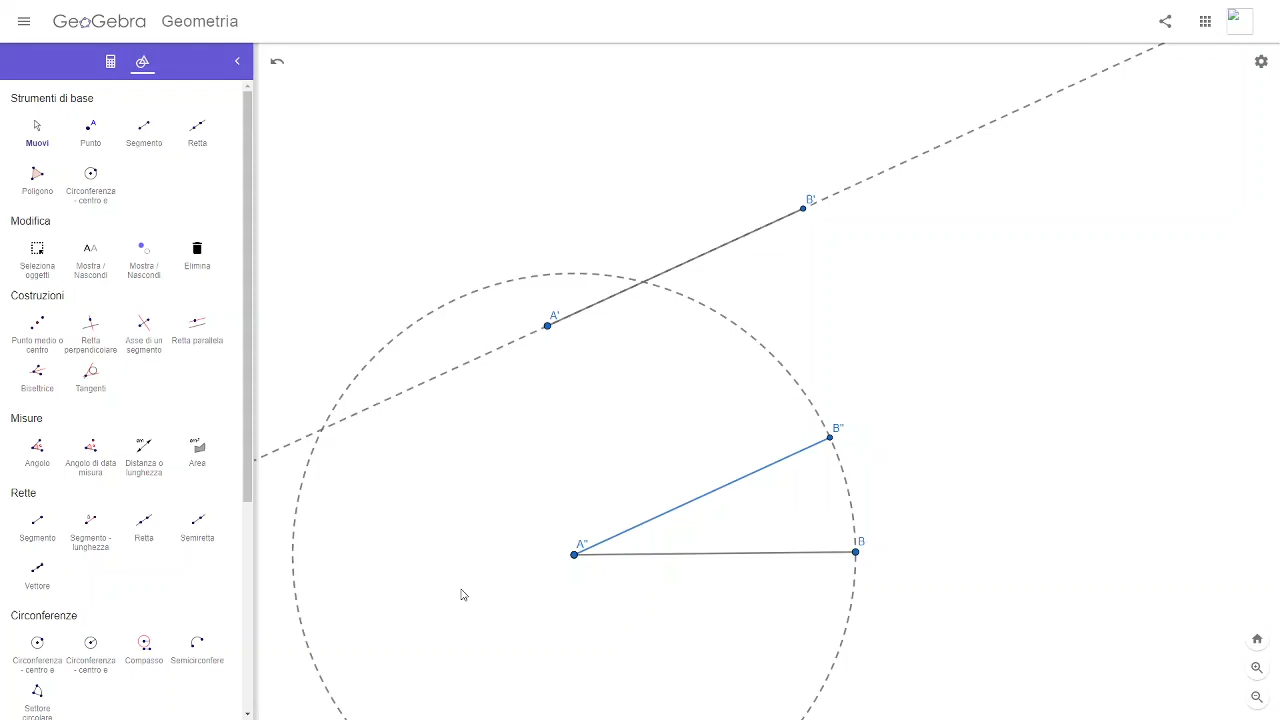 GeoGebra Geometria
Strumenti di base
Muovi Punto Segmento Retta
Poligono Circonferenza
- centro e
Modifica
Seleziona Mostra / Mostra / Elimina
oggetti Nascondi Nascondi
Costruzioni
Punto medio o Retta Asse di un Retta parallela
centro perpendicolare segmento
Bisettrice Tangenti
Misure
Angolo Angolo di data Distanza o Area
misura lunghezza
Rette
Segmento Segmento - Retta Semiretta
lunghezza
Vettore
Circonferenze
Circonferenza Circonferenza Compasso Semicirconfere
- centro e - centro e
Settore
circolare
B'
A'
B"
A"
B